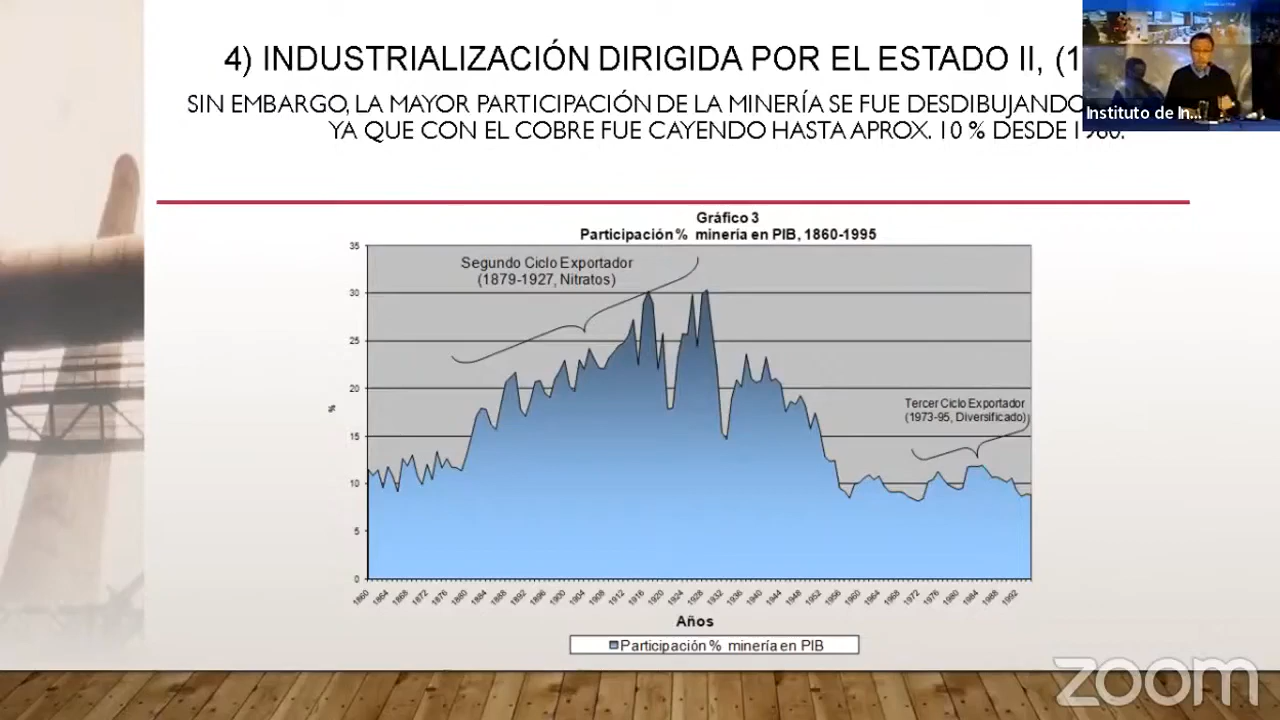 4) INDUSTRIALIZACIÓN DIRIGIDA POR EL ESTADO II, (1
SIN EMBARGO, LA MAYOR PARTICIPACIÓN DE LA MINERÍA SE FUE DESDIBUJANDO
YA QUE CON EL COBRE FUE CAYENDO HASTA APROX. 10 % DESDE 1960.
Instituto de In...
Gráfico 3
Participación % minería en PIB, 1860-1995
Segundo Ciclo Exportador
(1879-1927, Nitratos)
Tercer Ciclo Exportador
(1973-95, Diversificado)
%
35
30
25
20
15
10
5
0
1860 1864 1868 1872 1876 1880 1884 1888 1892 1896 1900 1904 1908 1912 1916 1920 1924 1928 1932 1936 1940 1944 1948 1952 1956 1960 1964 1968 1972 1976 1980 1984 1988 1992
Años
Participación % minería en PIB
zoom